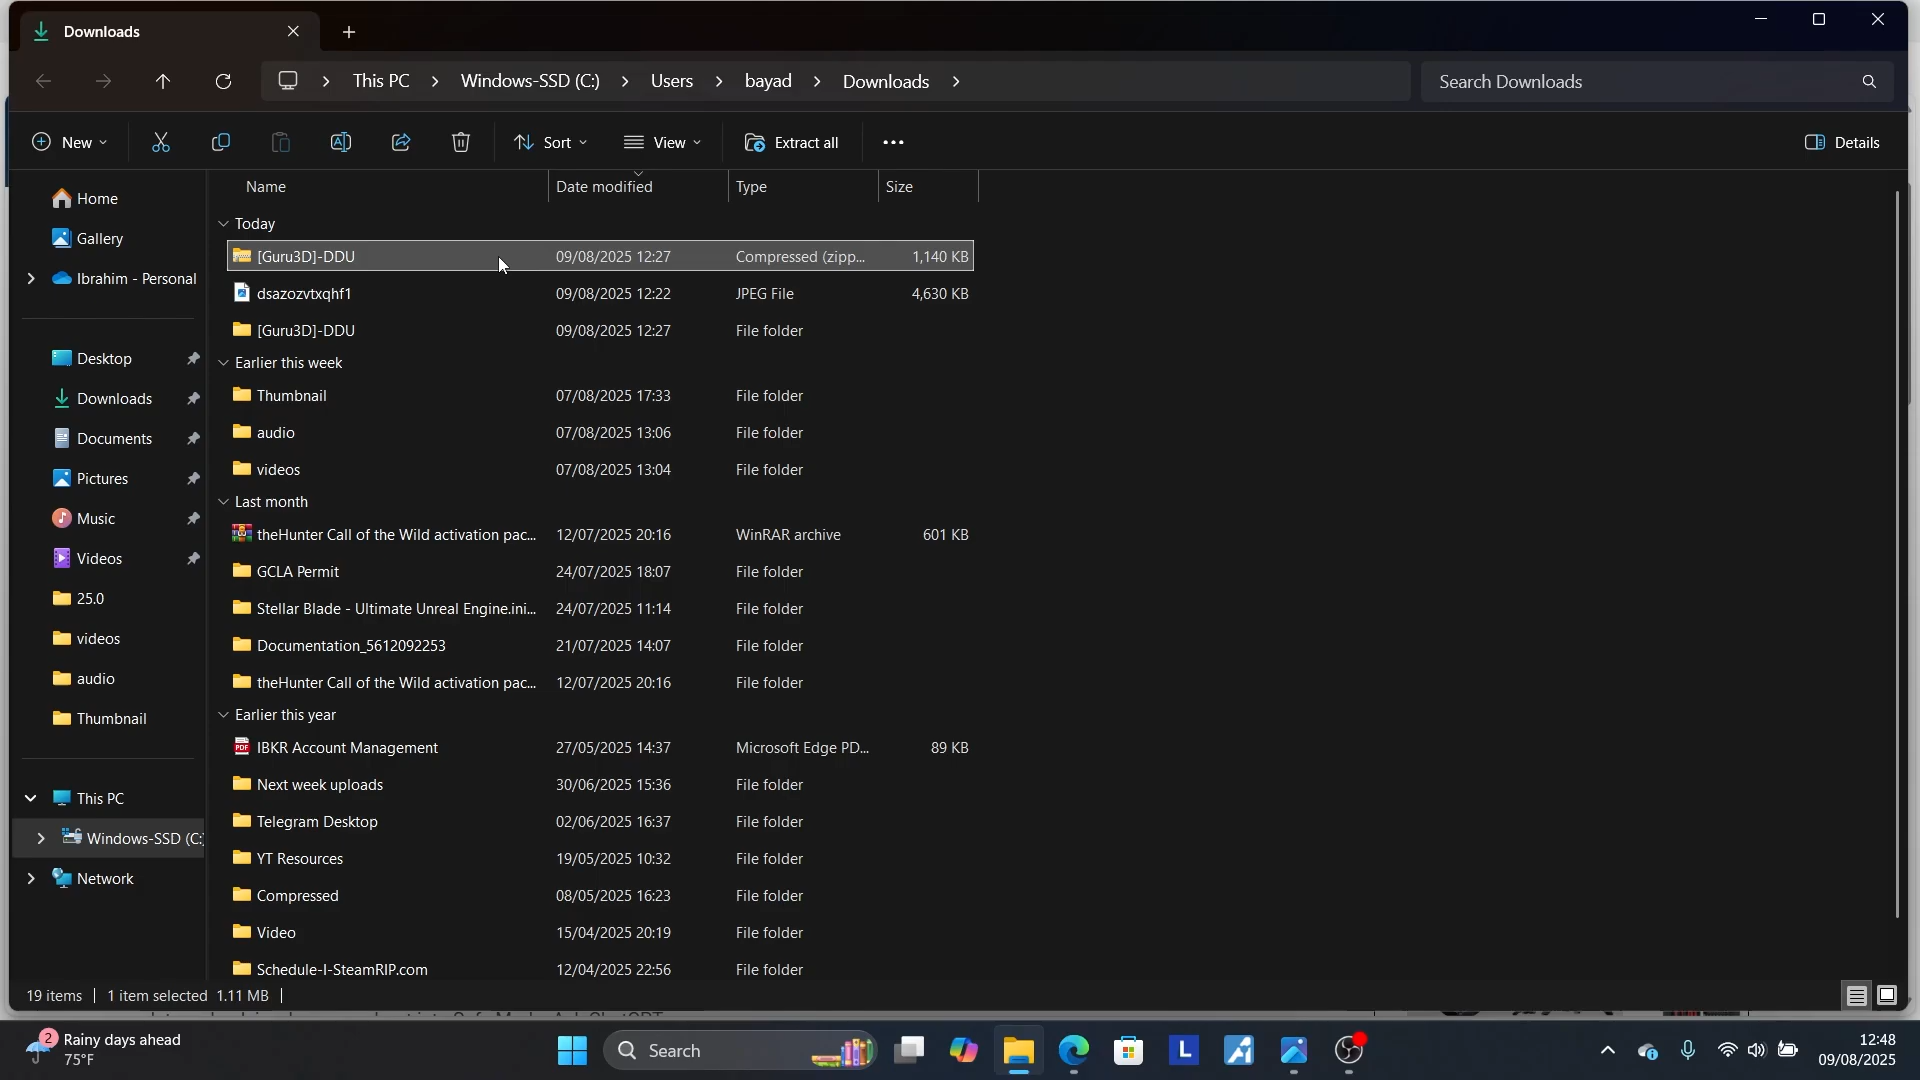 Downloads
This PC
Windows-SSD (C:)
Users
bayad
Downloads
Search Downloads
New
Sort
View
Extract all
Details
Name
Date modified
Type
Size
Home
Gallery
Ibrahim - Personal
Desktop
Downloads
Documents
Pictures
Music
Videos
25.0
videos
audio
Thumbnail
This PC
Windows-SSD (C:)
Network
Today
[Guru3D]-DDU 09/08/2025 12:27 Compressed (zipp... 1,140 KB
dsazozvtxqhf1 09/08/2025 12:22 JPEG File 4,630 KB
[Guru3D]-DDU 09/08/2025 12:27 File folder
Earlier this week
Thumbnail 07/08/2025 17:33 File folder
audio 07/08/2025 13:06 File folder
videos 07/08/2025 13:04 File folder
Last month
theHunter Call of the Wild activation pac... 12/07/2025 20:16 WinRAR archive 601 KB
GCLA Permit 24/07/2025 18:07 File folder
Stellar Blade - Ultimate Unreal Engine.ini... 24/07/2025 11:14 File folder
Documentation_5612092253 21/07/2025 14:07 File folder
theHunter Call of the Wild activation pac... 12/07/2025 20:16 File folder
Earlier this year
IBKR Account Management 27/05/2025 14:37 Microsoft Edge PD... 89 KB
Next week uploads 30/06/2025 15:36 File folder
Telegram Desktop 02/06/2025 16:37 File folder
YT Resources 19/05/2025 10:32 File folder
Compressed 08/05/2025 16:23 File folder
Video 15/04/2025 20:19 File folder
Schedule-I-SteamRIP.com 12/04/2025 22:56 File folder
19 items 1 item selected 1.11 MB
2
Rainy days ahead
75°F
Search
L
12:48
09/08/2025